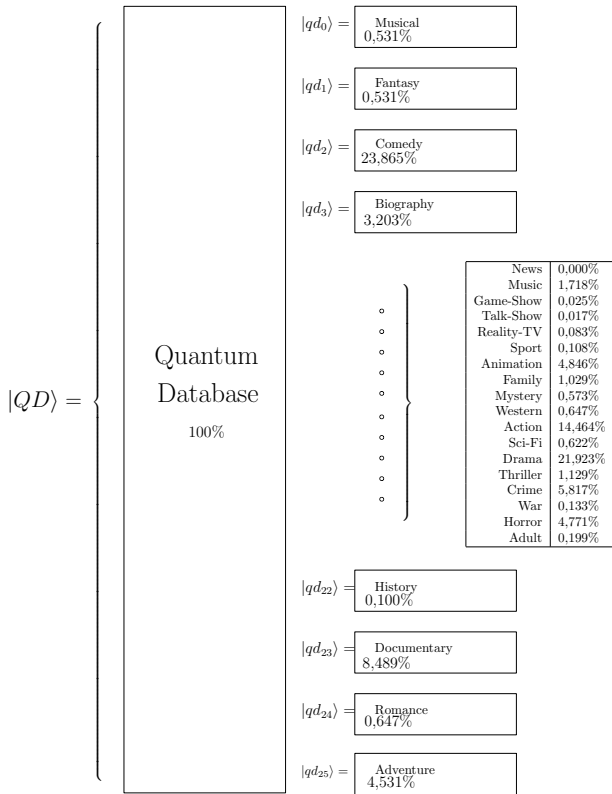 |QD⟩ =
Quantum
Database
100%
|qd₀⟩ =
Musical
0,531%
|qd₁⟩ =
Fantasy
0,531%
|qd₂⟩ =
Comedy
23,865%
|qd₃⟩ =
Biography
3,203%
News 0,000%
Music 1,718%
Game-Show 0,025%
Talk-Show 0,017%
Reality-TV 0,083%
Sport 0,108%
Animation 4,846%
Family 1,029%
Mystery 0,573%
Western 0,647%
Action 14,464%
Sci-Fi 0,622%
Drama 21,923%
Thriller 1,129%
Crime 5,817%
War 0,133%
Horror 4,771%
Adult 0,199%
|qd₂₂⟩ =
History
0,100%
|qd₂₃⟩ =
Documentary
8,489%
|qd₂₄⟩ =
Romance
0,647%
|qd₂₅⟩ =
Adventure
4,531%